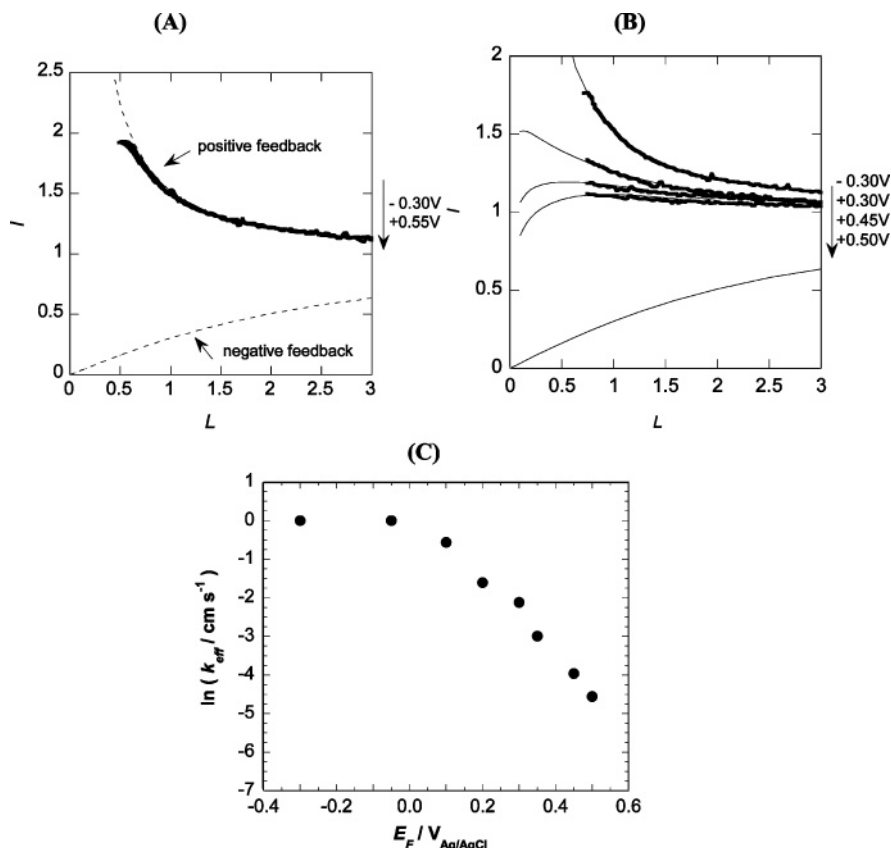 (A)
2.5
2
1.5
1
0.5
0
I
positive feedback
negative feedback
- 0.30V
+0.55V
0 0.5 1 1.5 2 2.5 3
L
(B)
2
1.5
1
0.5
0
I
- 0.30V
+0.30V
+0.45V
+0.50V
0 0.5 1 1.5 2 2.5 3
L
(C)
1
0
-1
-2
-3
-4
-5
-6
-7
ln ( k_eff / cm s⁻¹ )
-0.4 -0.2 0.0 0.2 0.4 0.6
E_F / V_Ag/AgCl